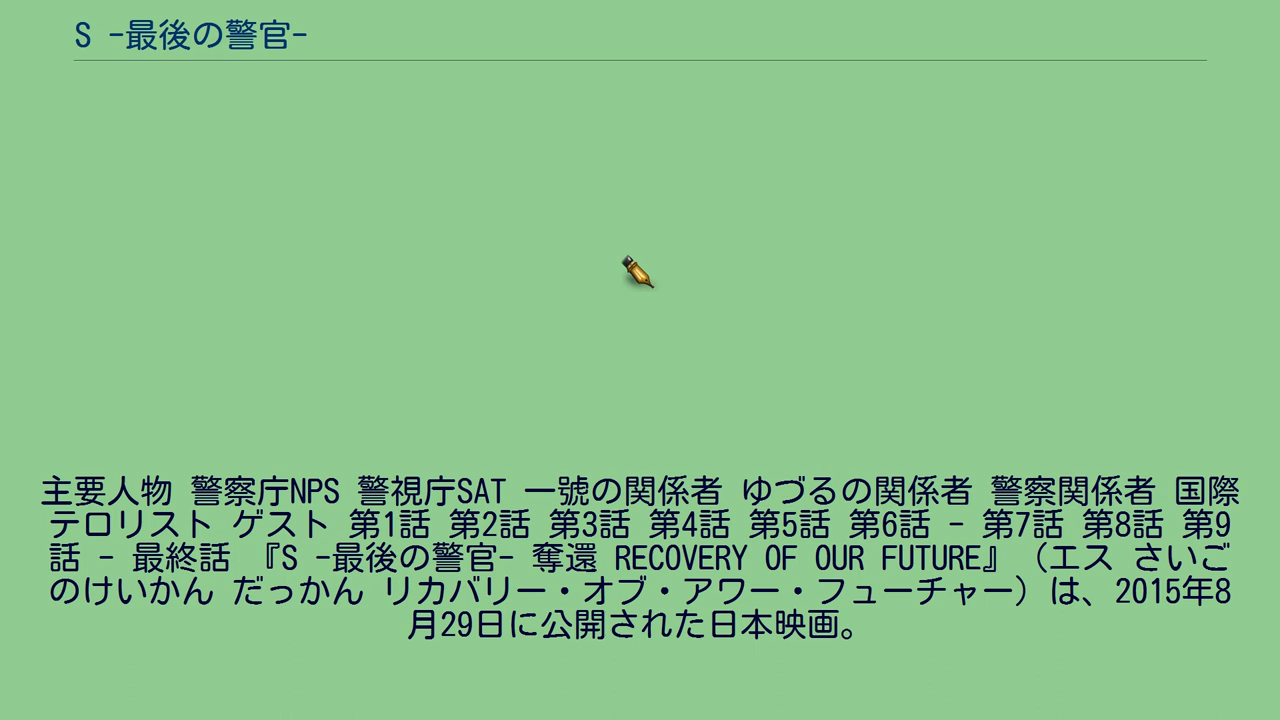 S -最後の警官-
主要人物 警察庁NPS 警視庁SAT 一號の関係者 ゆづるの関係者 警察関係者 国際
テロリスト ゲスト 第1話 第2話 第3話 第4話 第5話 第6話 - 第7話 第8話 第9
話 - 最終話 『S -最後の警官- 奪還 RECOVERY OF OUR FUTURE』（エス さいご
のけいかん だっかん リカバリー・オブ・アワー・フューチャー）は、2015年8
月29日に公開された日本映画。